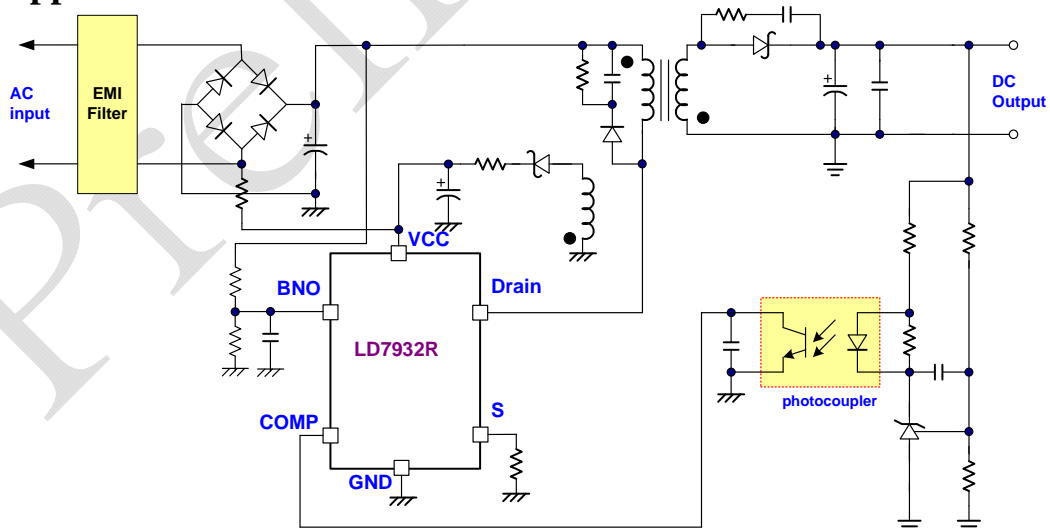 AC
input
EMI
Filter
DC
Output
VCC
BNO
Drain
LD7932R
photocoupler
COMP
S
GND